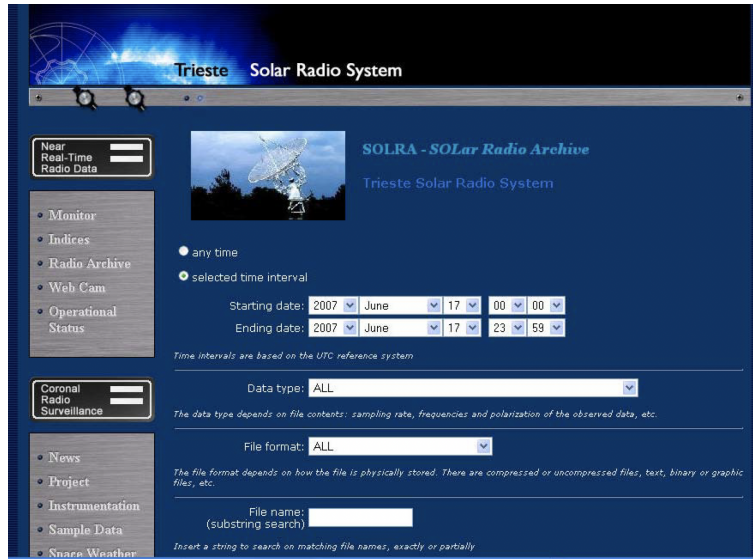 Trieste Solar Radio System
Near
Real-Time
Radio Data
Monitor
Indices
Radio Archive
Web Cam
Operational
Status
Coronal
Radio
Surveillance
News
Project
Instrumentation
Sample Data
Space Weather
SOLRA - SOLar Radio Archive
Trieste Solar Radio System
any time
selected time interval
Starting date: 2007 June 17 00 00
Ending date: 2007 June 17 23 59
Time intervals are based on the UTC reference system
Data type: ALL
The data type depends on file contents: sampling rate, frequencies and polarization of the observed data, etc.
File format: ALL
The file format depends on how the file is physically stored. There are compressed or uncompressed files, text, binary or graphic
files, etc.
File name:
(substring search)
Insert a string to search on matching file names, exactly or partially